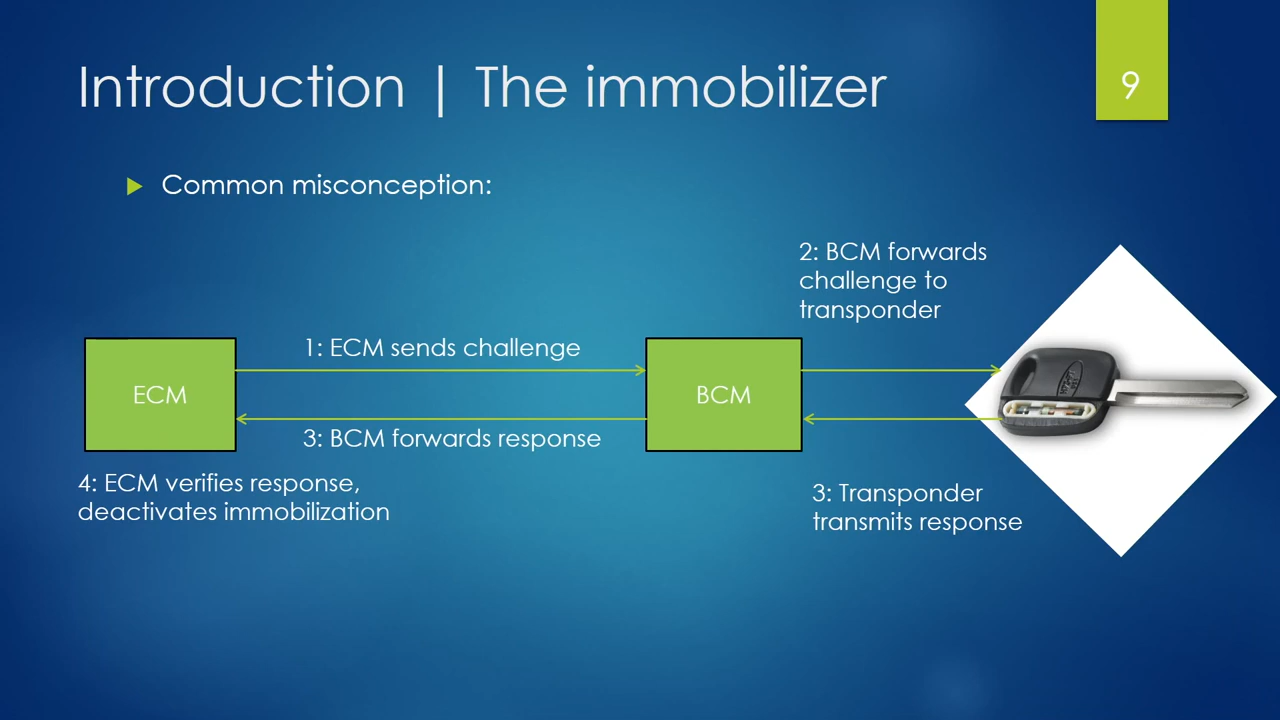 Introduction | The immobilizer
9
Common misconception:
2: BCM forwards
challenge to
transponder
1: ECM sends challenge
ECM
BCM
3: BCM forwards response
4: ECM verifies response,
deactivates immobilization
3: Transponder
transmits response